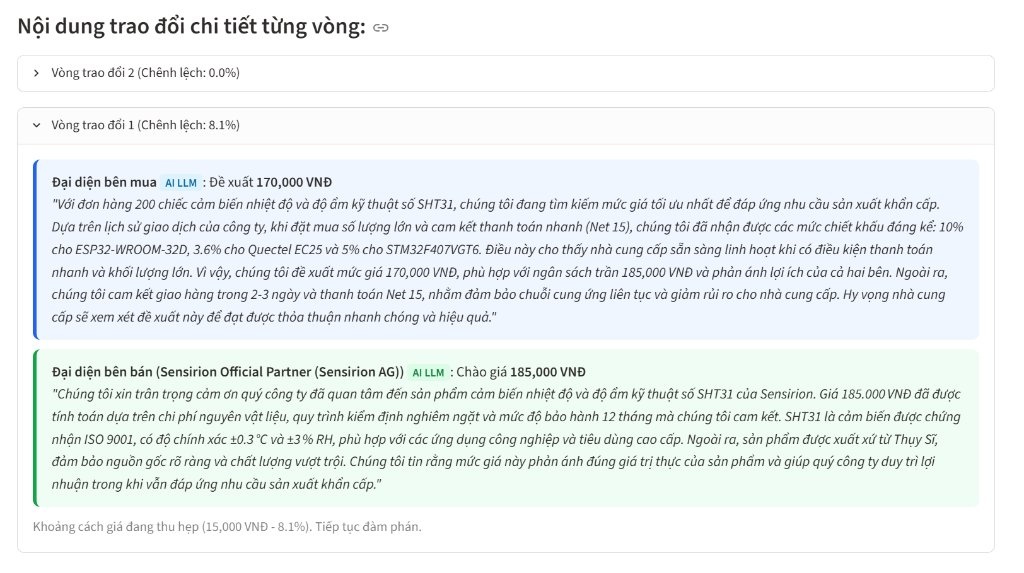 Nội dung trao đổi chi tiết từng vòng:
Vòng trao đổi 2 (Chênh lệch: 0.0%)
Vòng trao đổi 1 (Chênh lệch: 8.1%)
Đại diện bên mua AI LLM : Đề xuất 170,000 VNĐ
"Với đơn hàng 200 chiếc cảm biến nhiệt độ và độ ẩm kỹ thuật số SHT31, chúng tôi đang tìm kiếm mức giá tối ưu nhất để đáp ứng nhu cầu sản xuất khẩn cấp.
Dựa trên lịch sử giao dịch của công ty, khi đặt mua số lượng lớn và cam kết thanh toán nhanh (Net 15), chúng tôi đã nhận được các mức chiết khấu đáng kể: 10%
cho ESP32-WROOM-32D, 3.6% cho Quectel EC25 và 5% cho STM32F407VGT6. Điều này cho thấy nhà cung cấp sẵn sàng linh hoạt khi có điều kiện thanh toán
nhanh và khối lượng lớn. Vì vậy, chúng tôi đề xuất mức giá 170,000 VNĐ, phù hợp với ngân sách trần 185,000 VNĐ và phản ánh lợi ích của cả hai bên. Ngoài ra,
chúng tôi cam kết giao hàng trong 2-3 ngày và thanh toán Net 15, nhằm đảm bảo chuỗi cung ứng liên tục và giảm rủi ro cho nhà cung cấp. Hy vọng nhà cung
cấp sẽ xem xét đề xuất này để đạt được thỏa thuận nhanh chóng và hiệu quả."
Đại diện bên bán (Sensirion Official Partner (Sensirion AG)) AI LLM : Chào giá 185,000 VNĐ
"Chúng tôi xin trân trọng cảm ơn quý công ty đã quan tâm đến sản phẩm cảm biến nhiệt độ và độ ẩm kỹ thuật số SHT31 của Sensirion. Giá 185.000 VNĐ đã được
tính toán dựa trên chi phí nguyên vật liệu, quy trình kiểm định nghiêm ngặt và mức độ bảo hành 12 tháng mà chúng tôi cam kết. SHT31 là cảm biến được chứng
nhận ISO 9001, có độ chính xác ±0.3 °C và ±3 % RH, phù hợp với các ứng dụng công nghiệp và tiêu dùng cao cấp. Ngoài ra, sản phẩm được xuất xứ từ Thụy Sĩ,
đảm bảo nguồn gốc rõ ràng và chất lượng vượt trội. Chúng tôi tin rằng mức giá này phản ánh đúng giá trị thực của sản phẩm và giúp quý công ty duy trì lợi
nhuận trong khi vẫn đáp ứng nhu cầu sản xuất khẩn cấp."
Khoảng cách giá đang thu hẹp (15,000 VNĐ - 8.1%). Tiếp tục đàm phán.